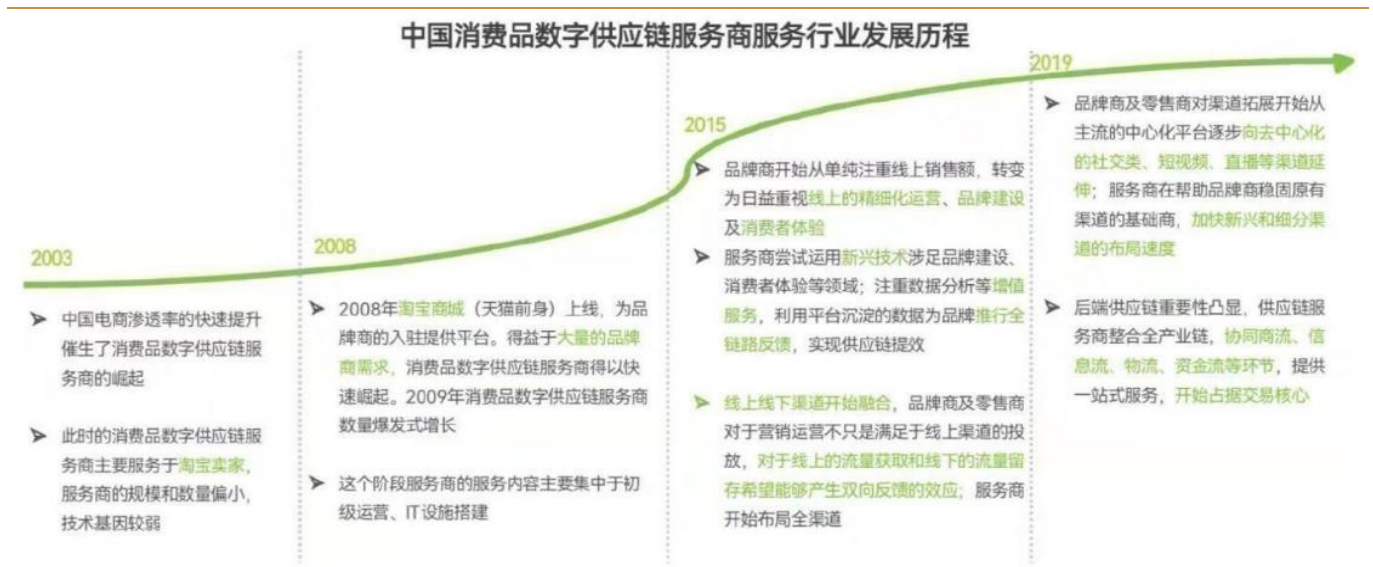 中国消费品数字供应链服务商服务行业发展历程
2003
中国电商渗透率的快速提升
催生了消费品数字供应链服
务商的崛起
此时的消费品数字供应链服
务商主要服务于淘宝卖家，
服务商的规模和数量偏小，
技术基因较弱
2008
2008年淘宝商城（天猫前身）上线，为品
牌商的入驻提供平台。得益于大量的品牌
商需求，消费品数字供应链服务商得以快
速崛起。2009年消费品数字供应链服务商
数量爆发式增长
这个阶段服务商的服务内容主要集中于初
级运营、IT设施搭建
2015
品牌商开始从单纯注重线上销售额，转变
为日益重视线上的精细化运营、品牌建设
及消费者体验
服务商尝试运用新兴技术涉足品牌建设、
消费者体验等领域；注重数据分析等增值
服务，利用平台沉淀的数据为品牌推行全
链路反馈，实现供应链提效
线上线下渠道开始融合，品牌商及零售商
对于营销运营不只是满足于线上渠道的投
放，对于线上的流量获取和线下的流量留
存希望能够产生双向反馈的效应；服务商
开始布局全渠道
2019
品牌商及零售商对渠道拓展开始从
主流的中心化平台逐步向去中心化
的社交类、短视频、直播等渠道延
伸；服务商在帮助品牌商稳固原有
渠道的基础商，加快新兴和细分渠
道的布局速度
后端供应链重要性凸显，供应链服
务商整合全产业链，协同商流、信
息流、物流、资金流等环节，提供
一站式服务，开始占据交易核心